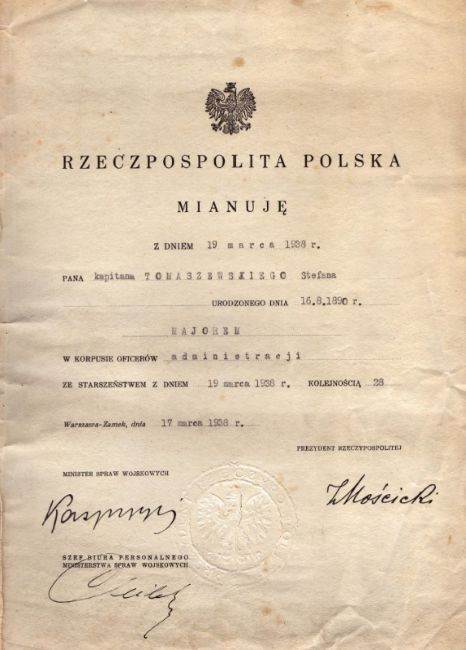 RZECZPOSPOLITA POLSKA
MIANUJĘ
Z DNIEM 19 marca 1938 r.
PANA kapitana TOMASZEWSKIEGO Stefana
URODZONEGO DNIA 16.8.1890 r.
MAJOREM
W KORPUSIE OFICERÓW administracji
ZE STARSZEŃSTWEM Z DNIEM 19 marca 1938 r. KOLEJNOŚCIĄ 28
Warszawa-Zamek, dnia 17 marca 1938 r.
PREZYDENT RZECZYPOSPOLITEJ
MINISTER SPRAW WOJSKOWYCH
IMościcki
SZEF BIURA PERSONALNEGO
MINISTERSTWA SPRAW WOJSKOWYCH